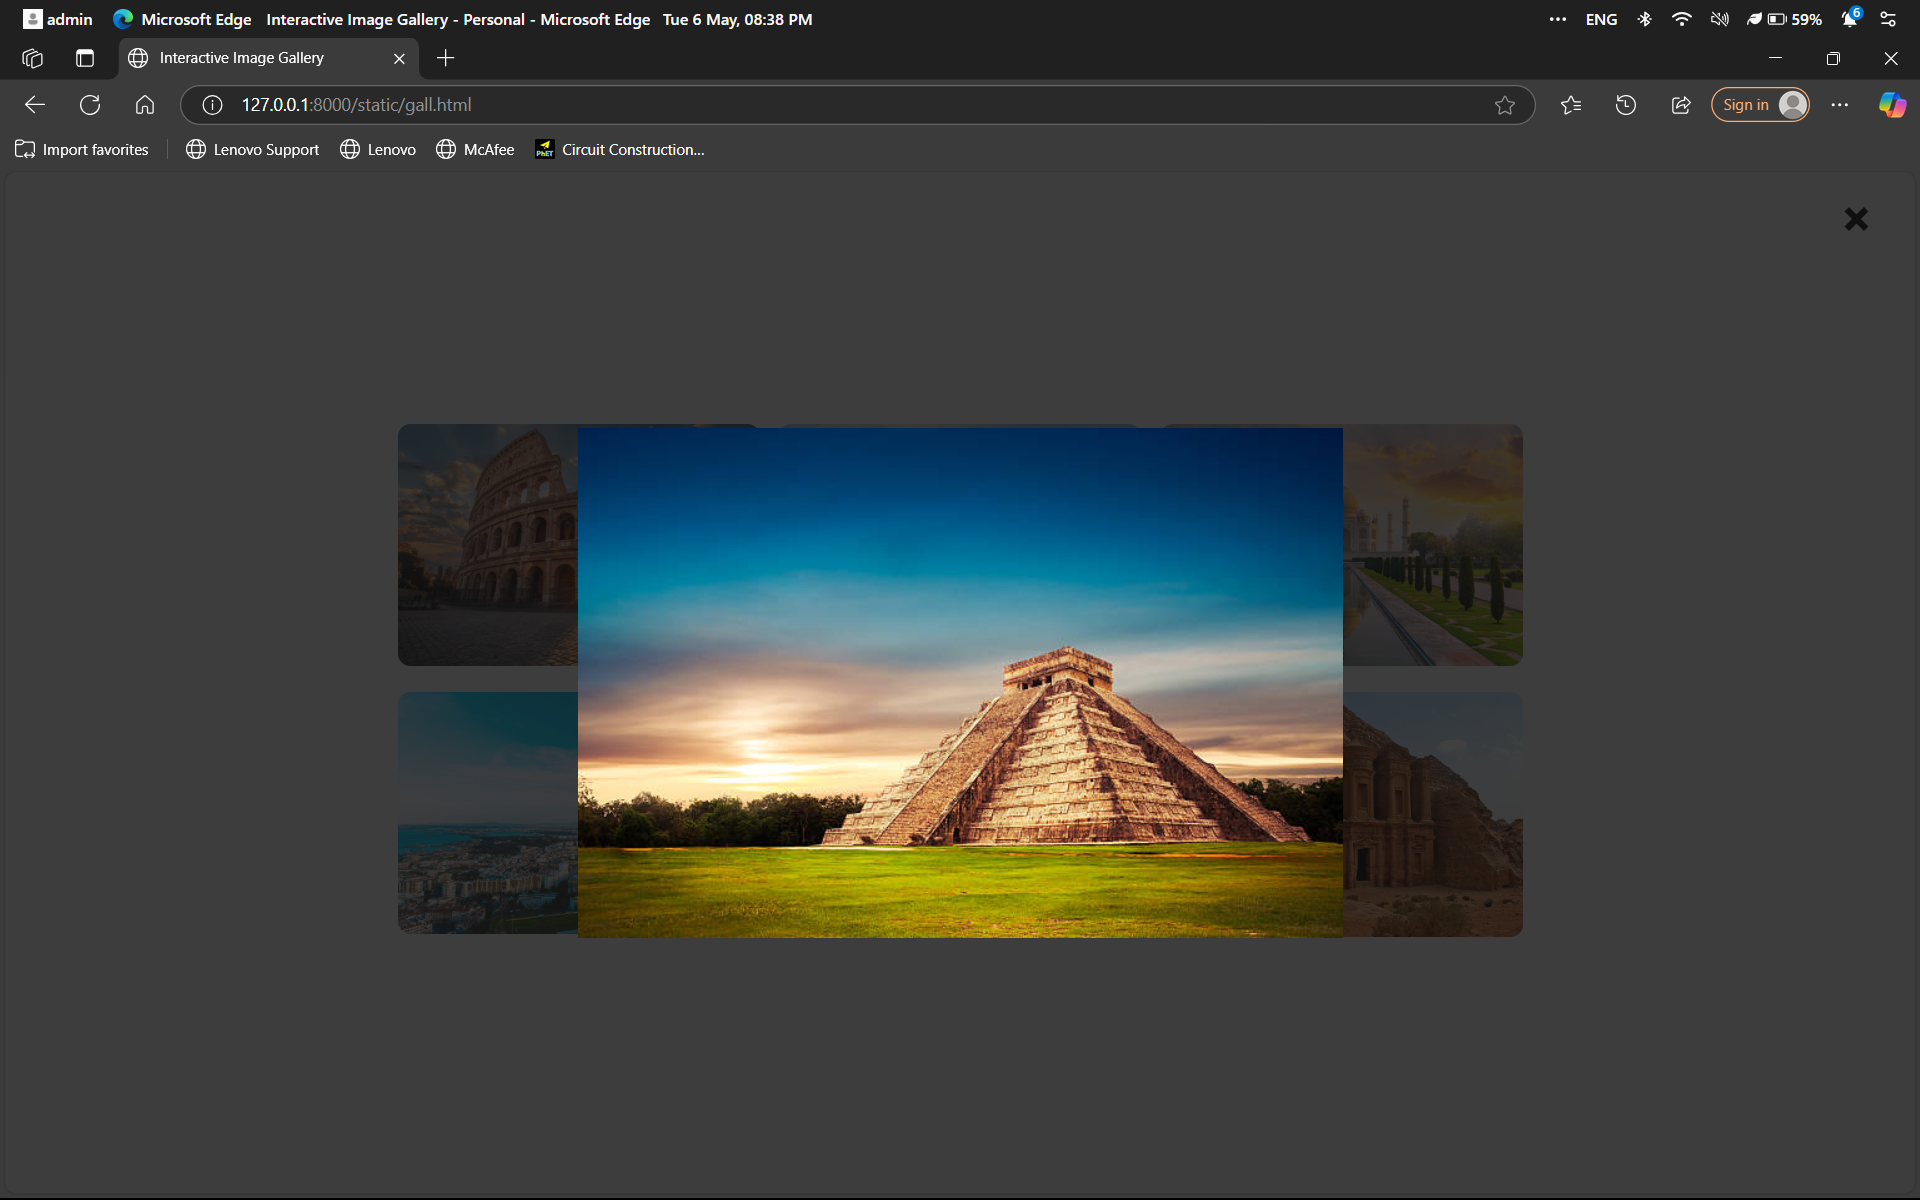 admin Microsoft Edge Interactive Image Gallery - Personal - Microsoft Edge Tue 6 May, 08:38 PM ENG 59% 6
Interactive Image Gallery
127.0.0.1:8000/static/gall.html Sign in
Import favorites Lenovo Support Lenovo McAfee PhET Circuit Construction...